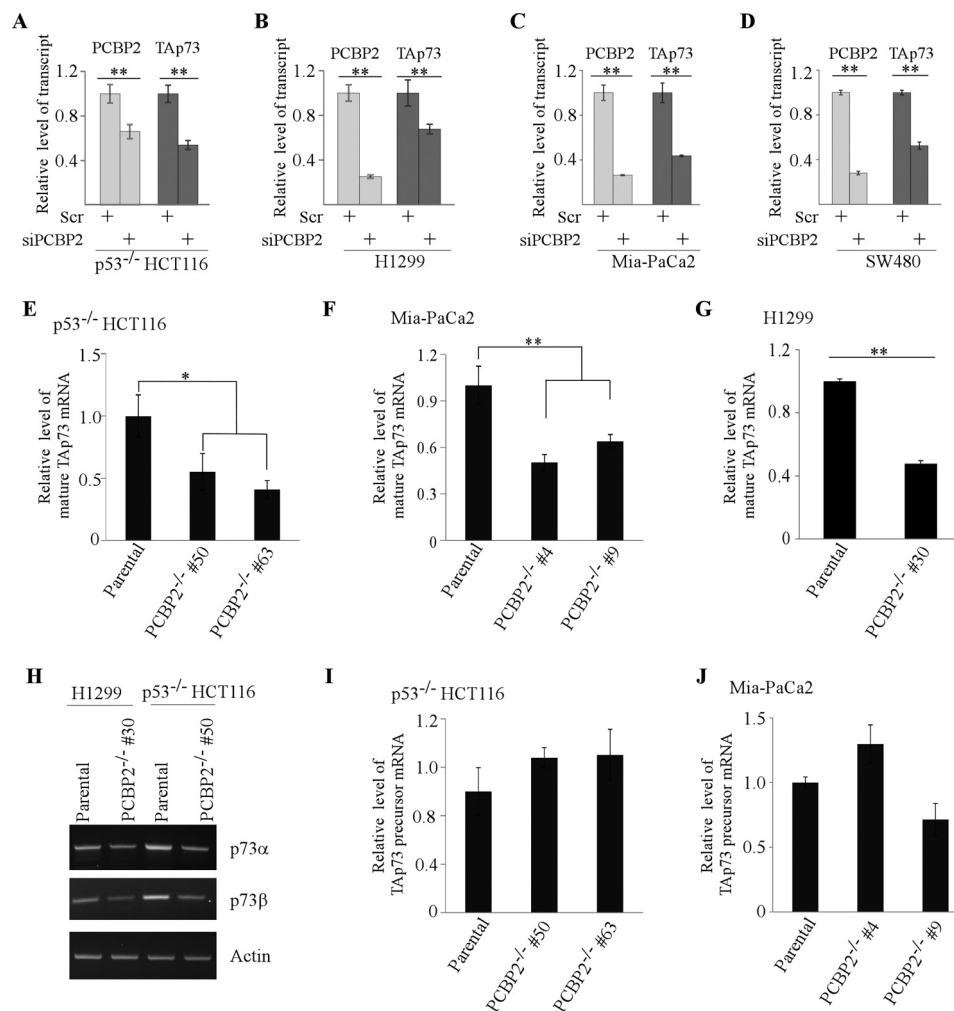 A
PCBP2 TAp73
** **
Relative level of transcript
1.2
0.8
0.4
Scr + +
siPCBP2 + +
p53-/- HCT116
B
PCBP2 TAp73
** **
Relative level of transcript
1.2
0.8
0.4
Scr + +
siPCBP2 + +
H1299
C
PCBP2 TAp73
** **
Relative level of transcript
1.2
0.8
0.4
Scr + +
siPCBP2 + +
Mia-PaCa2
D
PCBP2 TAp73
** **
Relative level of transcript
1.2
0.8
0.4
Scr + +
siPCBP2 + +
SW480
E
p53-/- HCT116
Relative level of
mature TAp73 mRNA
1.5
1.0
0.5
0
*
Parental
PCBP2-/- #50
PCBP2-/- #63
F
Mia-PaCa2
Relative level of
mature TAp73 mRNA
1.2
0.9
0.6
0.3
0
**
Parental
PCBP2-/- #4
PCBP2-/- #9
G
H1299
Relative level of
mature TAp73 mRNA
1.2
0.8
0.4
0
**
Parental
PCBP2-/- #30
H
H1299 p53-/- HCT116
Parental
PCBP2-/- #30
Parental
PCBP2-/- #50
p73α
p73β
Actin
I
p53-/- HCT116
Relative level of
TAp73 precursor mRNA
1.2
0.8
0.4
0
Parental
PCBP2-/- #50
PCBP2-/- #63
J
Mia-PaCa2
Relative level of
TAp73 precursor mRNA
1.5
1.2
0.9
0.6
0.3
0
Parental
PCBP2-/- #4
PCBP2-/- #9